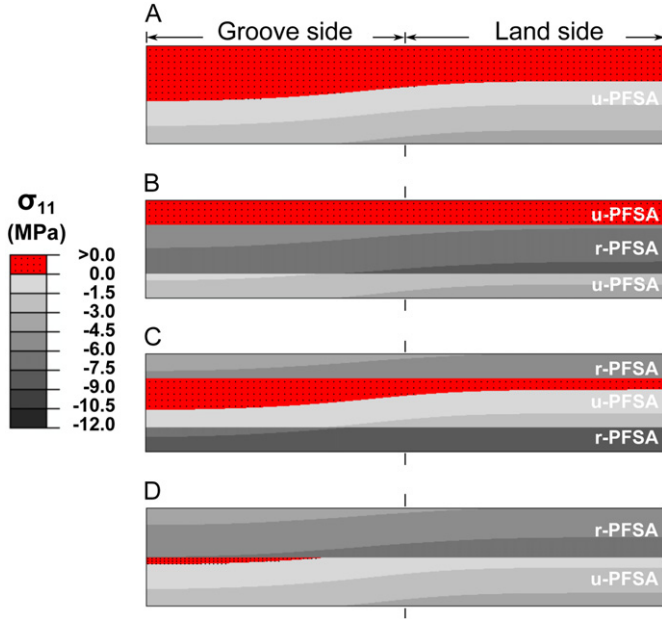 A
Groove side
Land side
u-PFSA
B
u-PFSA
r-PFSA
u-PFSA
σ11
(MPa)
>0.0
0.0
-1.5
-3.0
-4.5
-6.0
-7.5
-9.0
-10.5
-12.0
C
r-PFSA
u-PFSA
r-PFSA
D
r-PFSA
u-PFSA